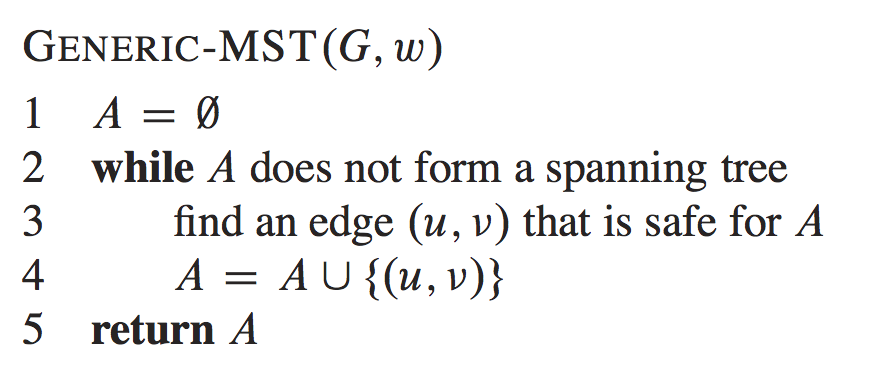 GENERIC-MST(G, w)
1 A = ∅
2 while A does not form a spanning tree
3 find an edge (u, v) that is safe for A
4 A = A ∪ {(u, v)}
5 return A